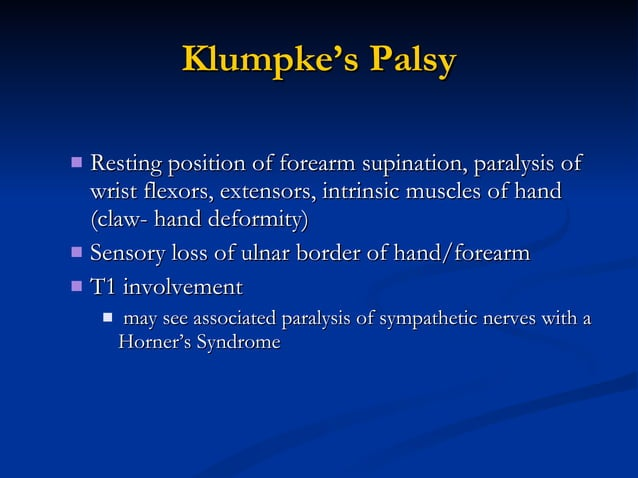 Klumpke's Palsy
Resting position of forearm supination, paralysis of
wrist flexors, extensors, intrinsic muscles of hand
(claw- hand deformity)
Sensory loss of ulnar border of hand/forearm
T1 involvement
may see associated paralysis of sympathetic nerves with a
Horner's Syndrome